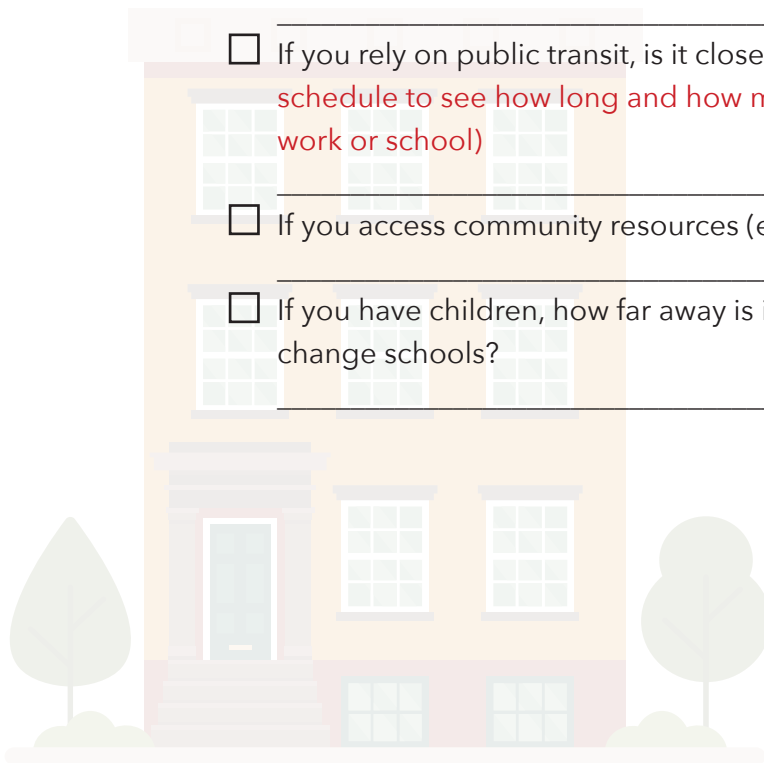 If you rely on public transit, is it close
schedule to see how long and how
work or school)
If you access community resources
If you have children, how far away is
change schools?